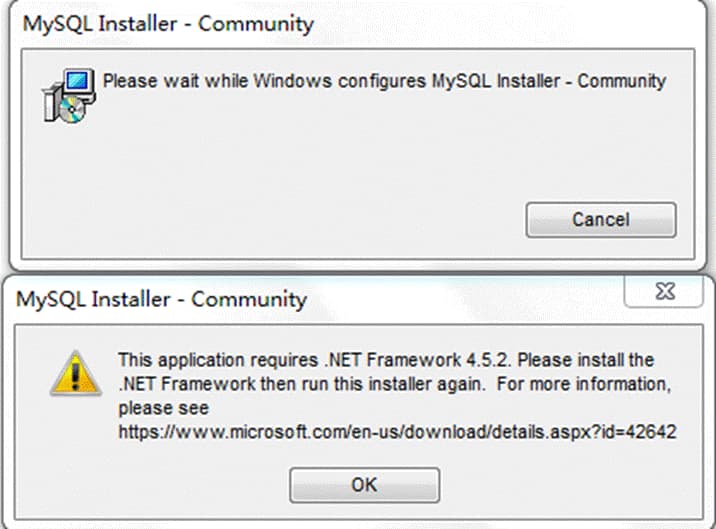 MySQL Installer - Community
Please wait while Windows configures MySQL Installer - Community
Cancel
MySQL Installer - Community
This application requires .NET Framework 4.5.2. Please install the
.NET Framework then run this installer again.  For more information,
please see
https://www.microsoft.com/en-us/download/details.aspx?id=42642
OK